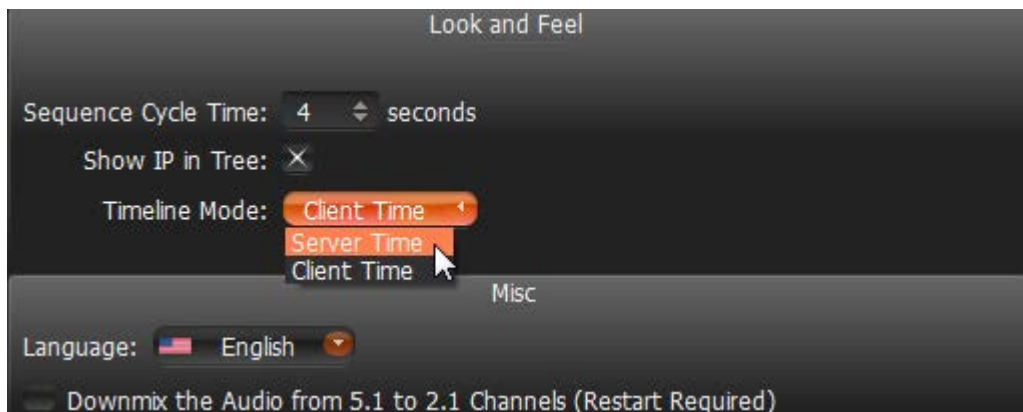 Look and Feel
Sequence Cycle Time: 4 seconds
Show IP in Tree:
Timeline Mode: Client Time
Server Time
Client Time
Misc
Language: English
Downmix the Audio from 5.1 to 2.1 Channels (Restart Required)